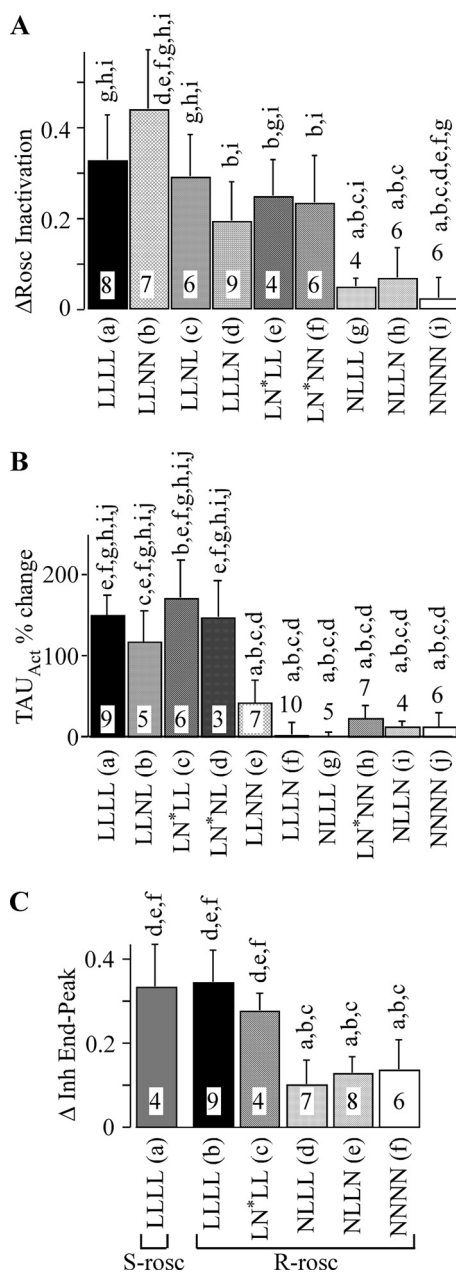 A
ΔRosc Inactivation
0.4
0.2
0
g,h,i
d,e,f,g,h,i
g,h,i
b,i
b,g,i
b,i
a,b,c,i
a,b,c
a,b,c,d,e,f,g
8
7
6
9
4
6
4
6
6
LLLL (a)
LLNN (b)
LLNL (c)
LLLN (d)
LN*LL (e)
LN*NN (f)
NLLL (g)
NLLN (h)
NNNN (i)
B
TAU Act % change
200
100
0
e,f,g,h,i,j
c,e,f,g,h,i,j
b,e,f,g,h,i,j
e,f,g,h,i,j
a,b,c,d
a,b,c,d
a,b,c,d
a,b,c,d
a,b,c,d
a,b,c,d
9
5
6
3
7
10
5
7
4
6
LLLL (a)
LLNL (b)
LN*LL (c)
LN*NL (d)
LLNN (e)
LLLN (f)
NLLL (g)
LN*NN (h)
NLLN (i)
NNNN (j)
C
Δ Inh End-Peak
0.4
0.2
0.0
d,e,f
d,e,f
d,e,f
a,b,c
a,b,c
a,b,c
4
9
4
7
8
6
LLLL (a)
LLLL (b)
LN*LL (c)
NLLL (d)
NLLN (e)
NNNN (f)
S-rosc
R-rosc